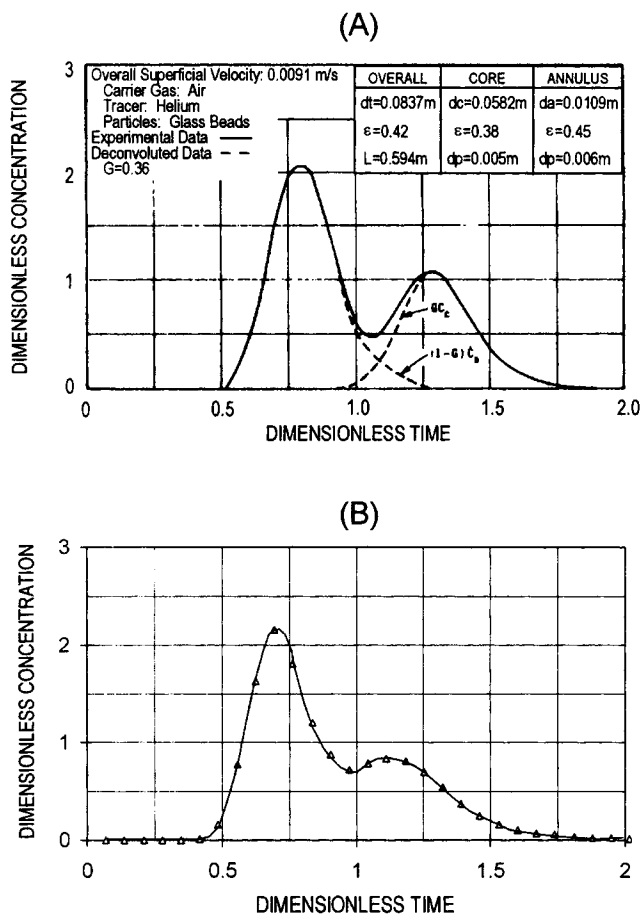 (A)
DIMENSIONLESS CONCENTRATION
3
2
1
0
Overall Superficial Velocity: 0.0091 m/s
Carrier Gas: Air
Tracer: Helium
Particles: Glass Beads
Experimental Data
Deconvoluted Data
G=0.36
OVERALL CORE ANNULUS
dt=0.0837m dc=0.0582m da=0.0109m
ε=0.42 ε=0.38 ε=0.45
L=0.594m dp=0.005m dp=0.006m
GC_c
(1-G)C_a
0 0.5 1.0 1.5 2.0
DIMENSIONLESS TIME
(B)
DIMENSIONLESS CONCENTRATION
3
2
1
0
0 0.5 1 1.5 2
DIMENSIONLESS TIME